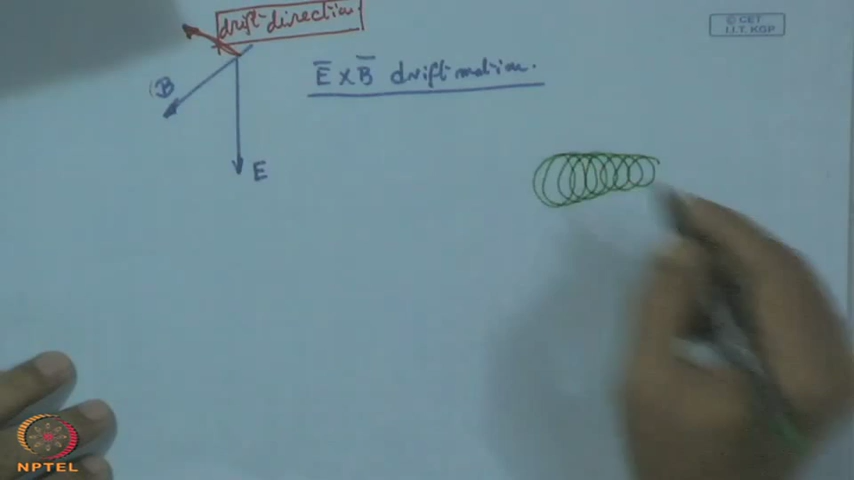 drift direction
© CET
I.I.T. KGP
B
E̅ x B̅ drift motion.
E
NPTEL